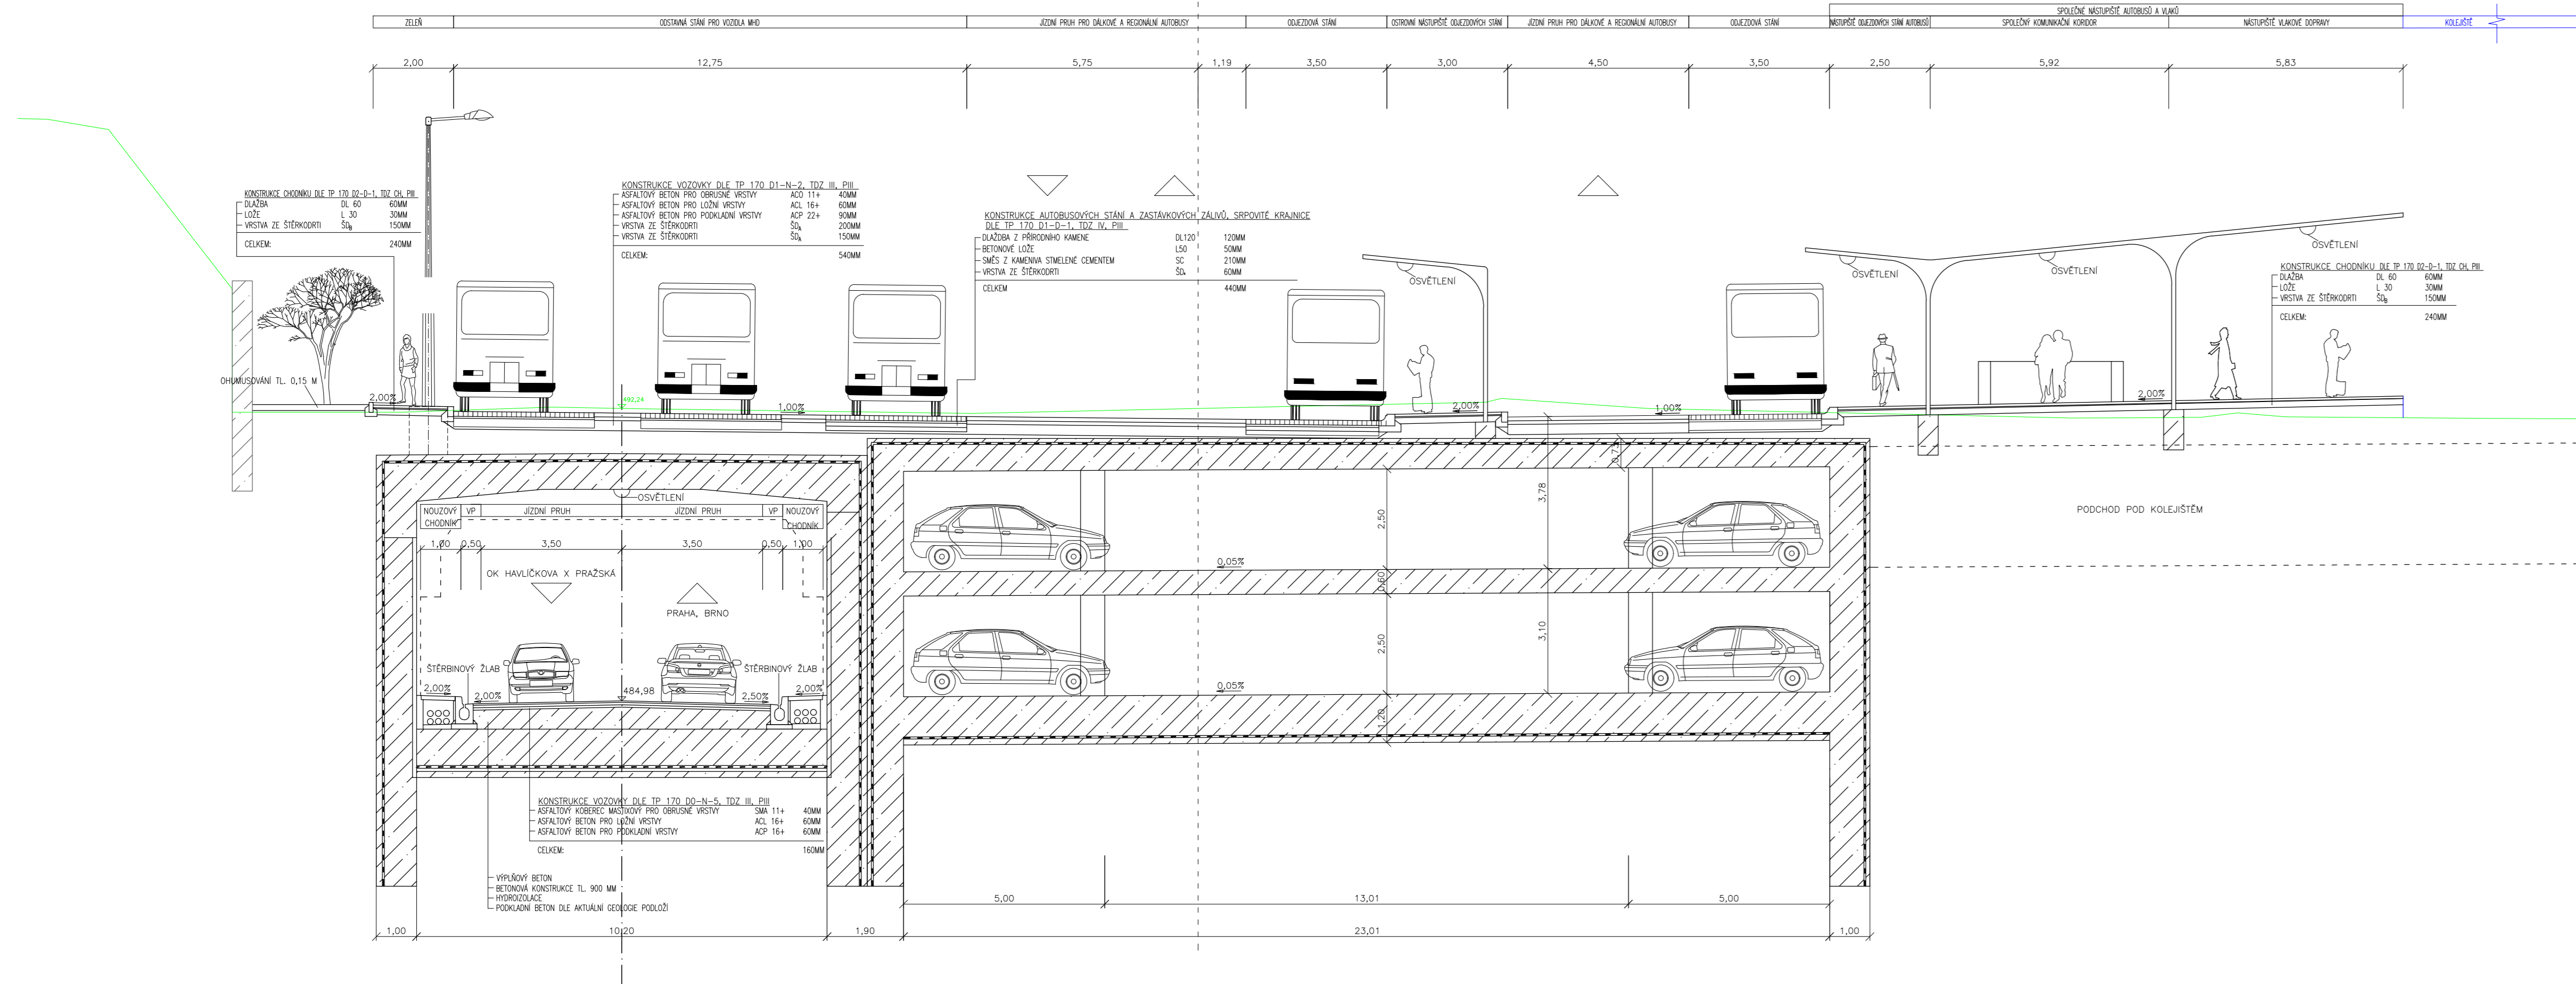 SPOLEČNÉ NÁSTUPIŠTĚ AUTOBUSŮ A VLAKŮ
ZELEŇ
ODSTAVNÁ STÁNÍ PRO VOZIDLA MHD
JÍZDNÍ PRUH PRO DÁLKOVÉ A REGIONÁLNÍ AUTOBUSY
ODJEZDOVÁ STÁNÍ
OSTROVNÍ NÁSTUPIŠTĚ ODJEZDOVÝCH STÁNÍ
JÍZDNÍ PRUH PRO DÁLKOVÉ A REGIONÁLNÍ AUTOBUSY
ODJEZDOVÁ STÁNÍ
NÁSTUPIŠTĚ ODJEZDOVÝCH STÁNÍ AUTOBUSŮ
SPOLEČNÝ KOMUNIKAČNÍ KORIDOR
NÁSTUPIŠTĚ VLAKOVÉ DOPRAVY
KOLEJIŠTĚ
2,00 12,75 5,75 1,19 3,50 3,00 4,50 3,50 2,50 5,92 5,83
KONSTRUKCE CHODNÍKU DLE TP 170 D2-D-1, TDZ CH, PIII
DLAŽBA DL 60 60MM
LOŽE L 30 30MM
VRSTVA ZE ŠTĚRKODRTI ŠDB 150MM
CELKEM: 240MM
KONSTRUKCE VOZOVKY DLE TP 170 D1-N-2, TDZ III, PIII
ASFALTOVÝ BETON PRO OBRUSNÉ VRSTVY ACO 11+ 40MM
ASFALTOVÝ BETON PRO LOŽNÍ VRSTVY ACL 16+ 60MM
ASFALTOVÝ BETON PRO PODKLADNÍ VRSTVY ACP 22+ 90MM
VRSTVA ZE ŠTĚRKODRTI ŠDA 200MM
VRSTVA ZE ŠTĚRKODRTI ŠDA 150MM
CELKEM: 540MM
KONSTRUKCE AUTOBUSOVÝCH STÁNÍ A ZASTÁVKOVÝCH ZÁLIVŮ, SRPOVITÉ KRAJNICE
DLE TP 170 D1-D-1, TDZ IV, PIII
DLAŽDBA Z PŘÍRODNÍHO KAMENE DL120 120MM
BETONOVÉ LOŽE L50 50MM
SMĚS Z KAMENIVA STMELENÉ CEMENTEM SC 210MM
VRSTVA ZE ŠTĚRKODRTI ŠDA 60MM
CELKEM 440MM
OSVĚTLENÍ
OSVĚTLENÍ
OSVĚTLENÍ
OSVĚTLENÍ
KONSTRUKCE CHODNÍKU DLE TP 170 D2-D-1, TDZ CH, PIII
DLAŽBA DL 60 60MM
LOŽE L 30 30MM
VRSTVA ZE ŠTĚRKODRTI ŠDB 150MM
CELKEM: 240MM
OHUMUSOVÁNÍ TL. 0,15 M
2,00%
492,24
1,00%
2,00%
1,00%
2,00%
OSVĚTLENÍ
NOUZOVÝ CHODNÍK
VP
JÍZDNÍ PRUH
JÍZDNÍ PRUH
VP
NOUZOVÝ CHODNÍK
1,00 0,50 3,50 3,50 0,50 1,00
OK HAVLÍČKOVA X PRAŽSKÁ
PRAHA, BRNO
ŠTĚRBINOVÝ ŽLAB
ŠTĚRBINOVÝ ŽLAB
2,00%
2,00%
484,98
2,50%
2,00%
0,73
3,78
2,50
0,05%
0,60
3,10
2,50
0,05%
1,20
PODCHOD POD KOLEJIŠTĚM
KONSTRUKCE VOZOVKY DLE TP 170 D0-N-5, TDZ III, PIII
ASFALTOVÝ KOBEREC MASTIXOVÝ PRO OBRUSNÉ VRSTVY SMA 11+ 40MM
ASFALTOVÝ BETON PRO LOŽNÍ VRSTVY ACL 16+ 60MM
ASFALTOVÝ BETON PRO PODKLADNÍ VRSTVY ACP 16+ 60MM
CELKEM: 160MM
VÝPLŇOVÝ BETON
BETONOVÁ KONSTRUKCE TL. 900 MM
HYDROIZOLACE
PODKLADNÍ BETON DLE AKTUÁLNÍ GEOLOGIE PODLOŽÍ
5,00 13,01 5,00
1,00 10,20 1,90 23,01 1,00